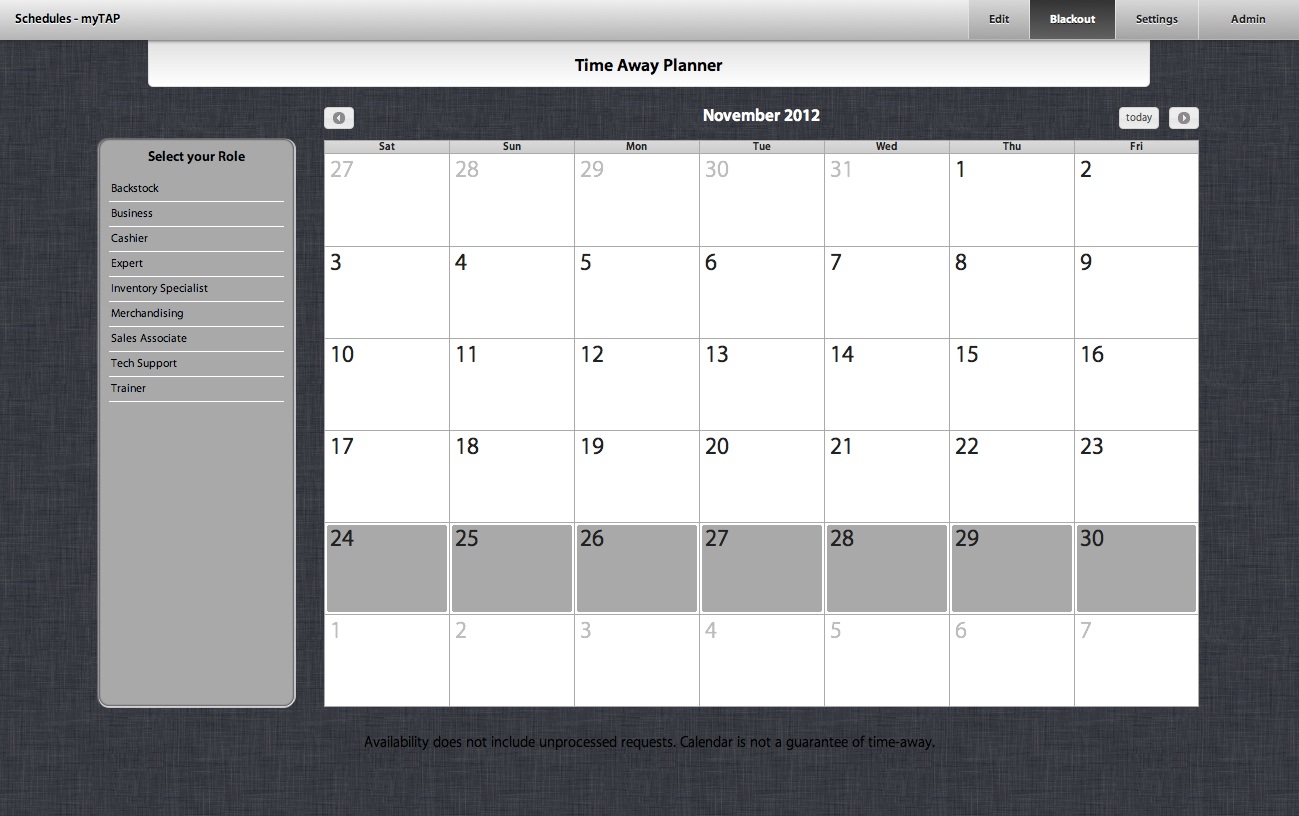 Schedules - myTAP Edit Blackout Settings Admin
Time Away Planner
November 2012 today
Select your Role
Backstock
Business
Cashier
Expert
Inventory Specialist
Merchandising
Sales Associate
Tech Support
Trainer
Sat Sun Mon Tue Wed Thu Fri
27 28 29 30 31 1 2
3 4 5 6 7 8 9
10 11 12 13 14 15 16
17 18 19 20 21 22 23
24 25 26 27 28 29 30
1 2 3 4 5 6 7
Availability does not include unprocessed requests. Calendar is not a guarantee of time-away.